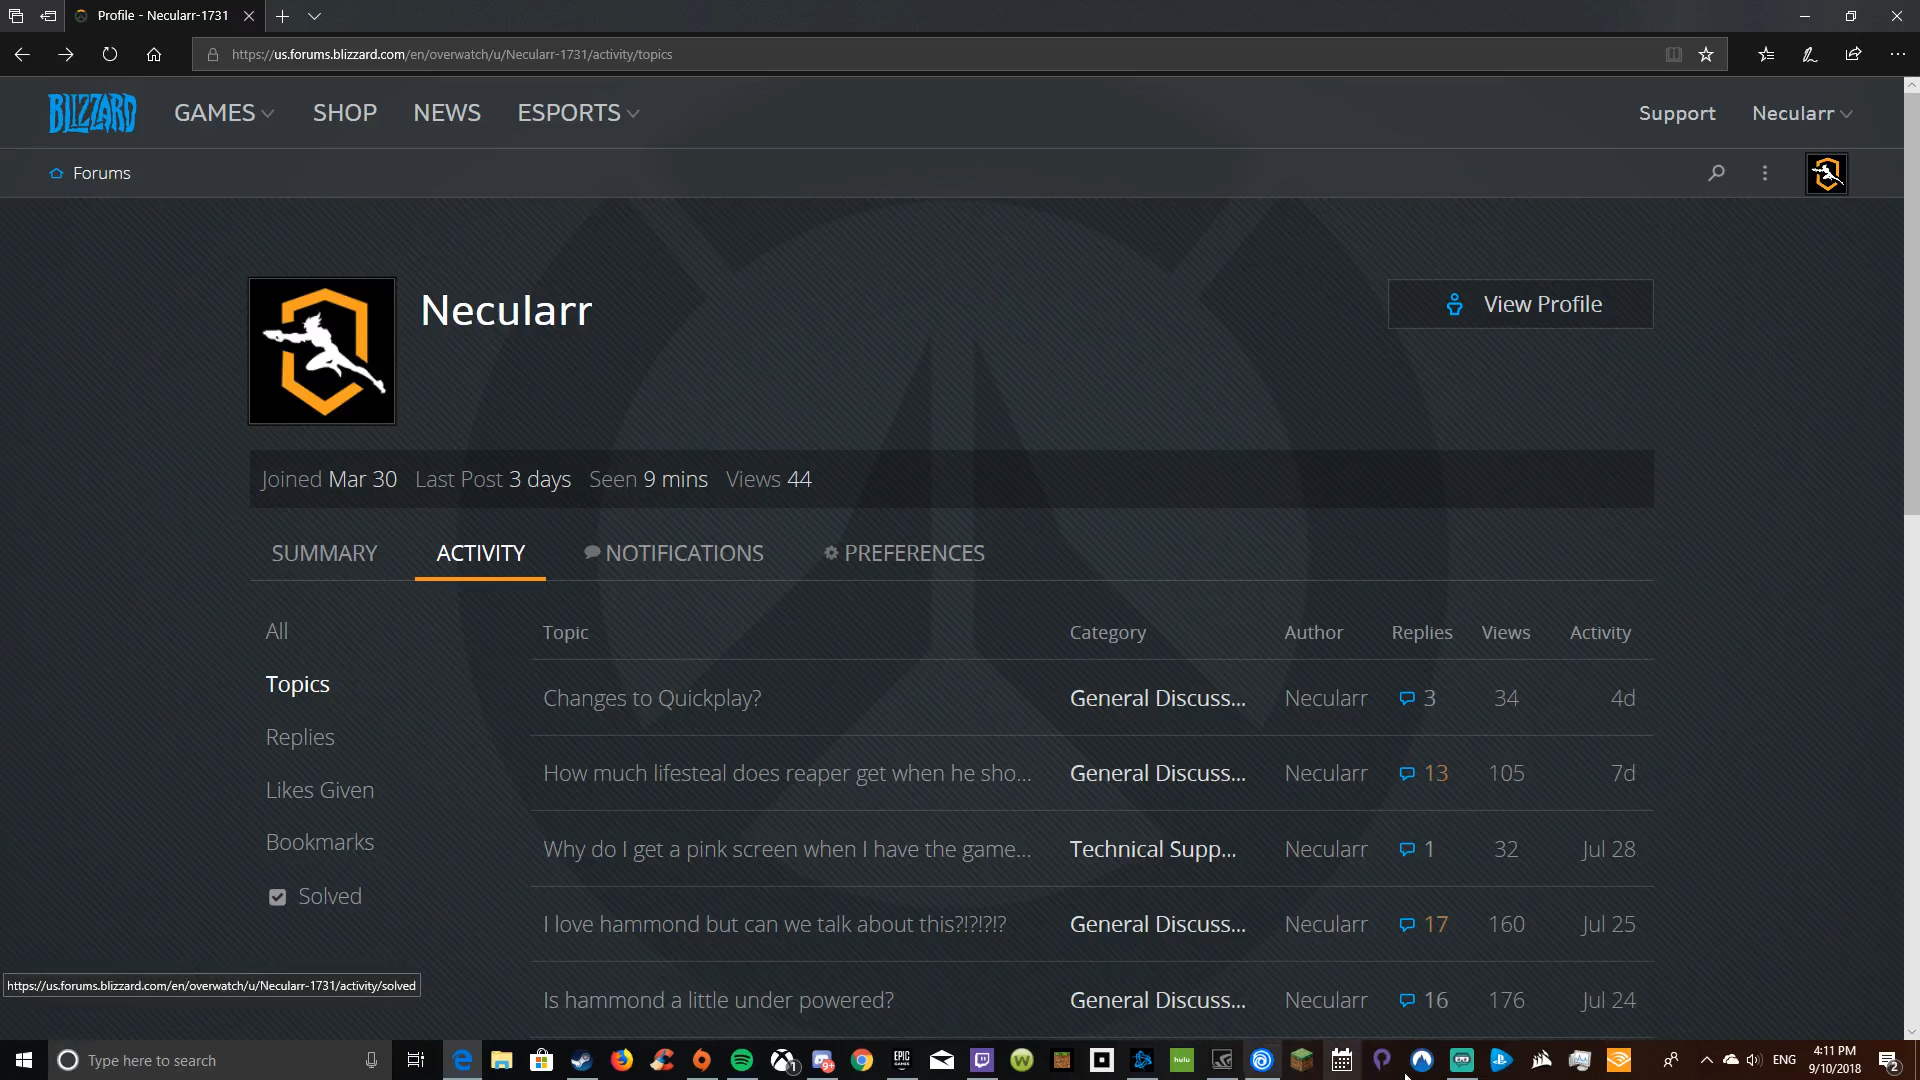 Profile - Necularr-1731
https://us.forums.blizzard.com/en/overwatch/u/Necularr-1731/activity/topics
BLIZZARD GAMES SHOP NEWS ESPORTS Support Necularr
Forums
Necularr
View Profile
Joined Mar 30 Last Post 3 days Seen 9 mins Views 44
SUMMARY ACTIVITY NOTIFICATIONS PREFERENCES
All
Topics
Replies
Likes Given
Bookmarks
Solved
Topic Category Author Replies Views Activity
Changes to Quickplay? General Discuss... Necularr 3 34 4d
How much lifesteal does reaper get when he sho... General Discuss... Necularr 13 105 7d
Why do I get a pink screen when I have the game... Technical Supp... Necularr 1 32 Jul 28
I love hammond but can we talk about this?!?!?!? General Discuss... Necularr 17 160 Jul 25
Is hammond a little under powered? General Discuss... Necularr 16 176 Jul 24
https://us.forums.blizzard.com/en/overwatch/u/Necularr-1731/activity/solved
Type here to search
1
9+
EPIC GAMES
hulu
ENG
4:11 PM
9/10/2018
2